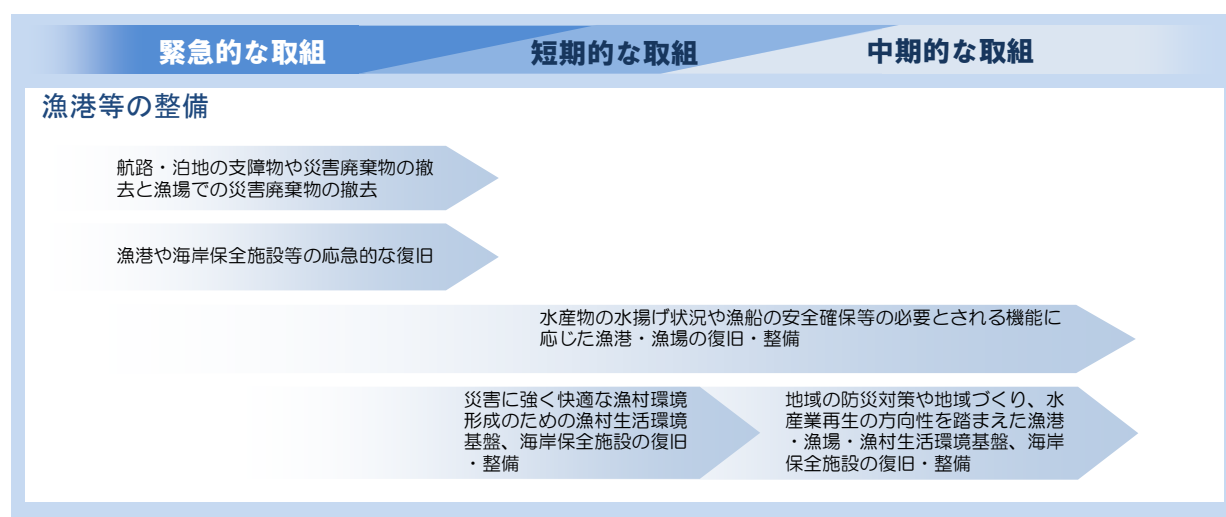 緊急的な取組
短期的な取組
中期的な取組
漁港等の整備
航路・泊地の支障物や災害廃棄物の撤
去と漁場での災害廃棄物の撤去
漁港や海岸保全施設等の応急的な復旧
水産物の水揚げ状況や漁船の安全確保等の必要とされる機能に
応じた漁港・漁場の復旧・整備
災害に強く快適な漁村環境
形成のための漁村生活環境
基盤、海岸保全施設の復旧
・整備
地域の防災対策や地域づくり、水
産業再生の方向性を踏まえた漁港
・漁場・漁村生活環境基盤、海岸
保全施設の復旧・整備